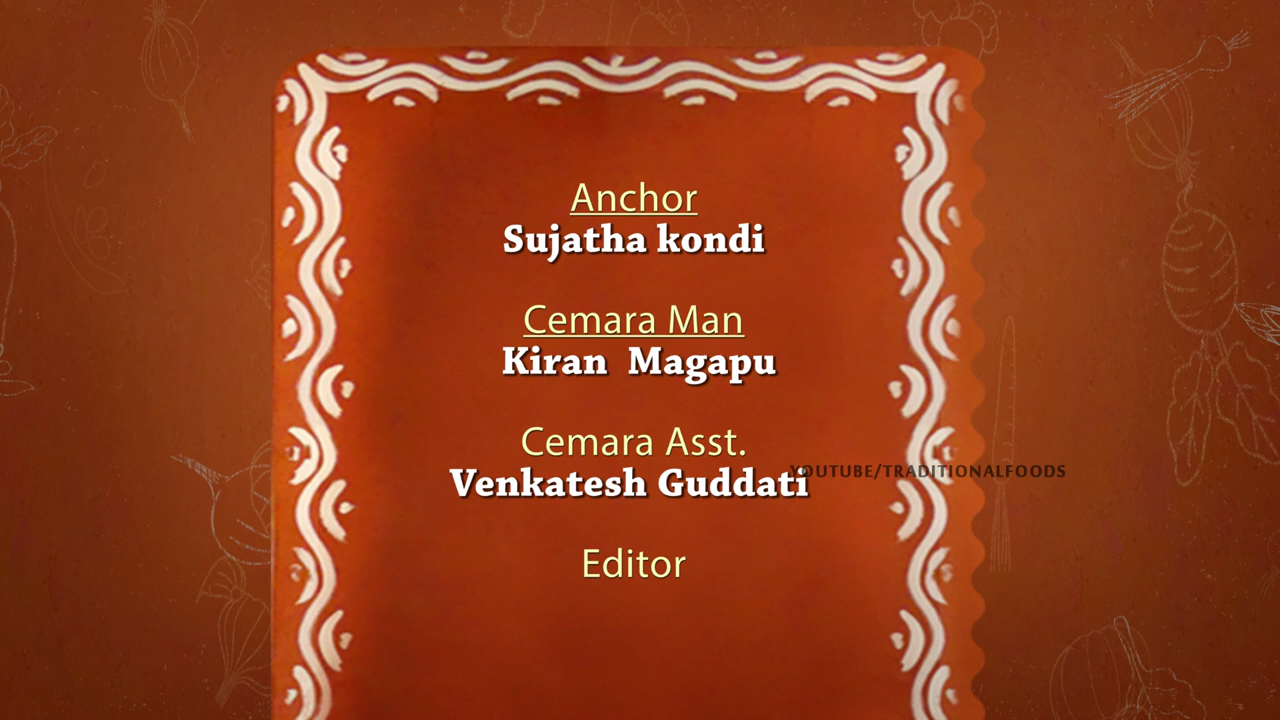 Anchor
Sujatha kondi
Cemara Man
Kiran Magapu
Cemara Asst.
Venkatesh Guddati
YOUTUBE/TRADITIONALFOODS
Editor